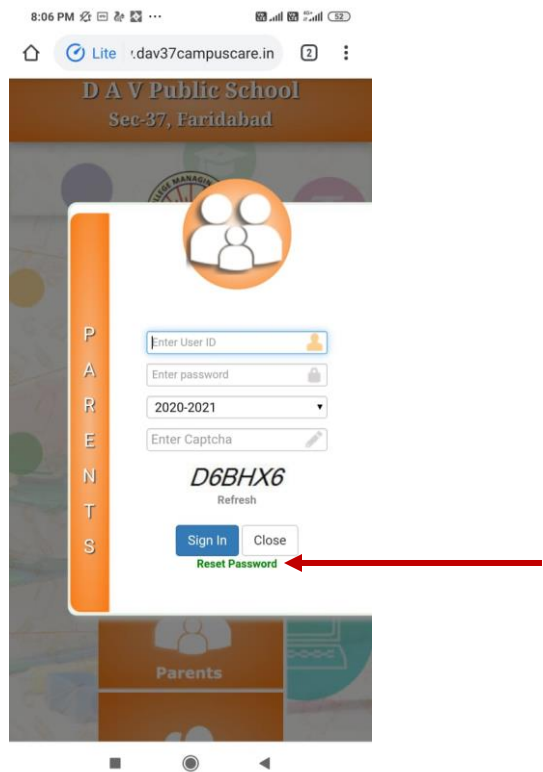 8:06 PM
52
Lite
.dav37campuscare.in
2
D A V Public School
Sec-37, Faridabad
P
A
R
E
N
T
S
Enter User ID
Enter password
2020-2021
Enter Captcha
D6BHX6
Refresh
Sign In
Close
Reset Password
Parents